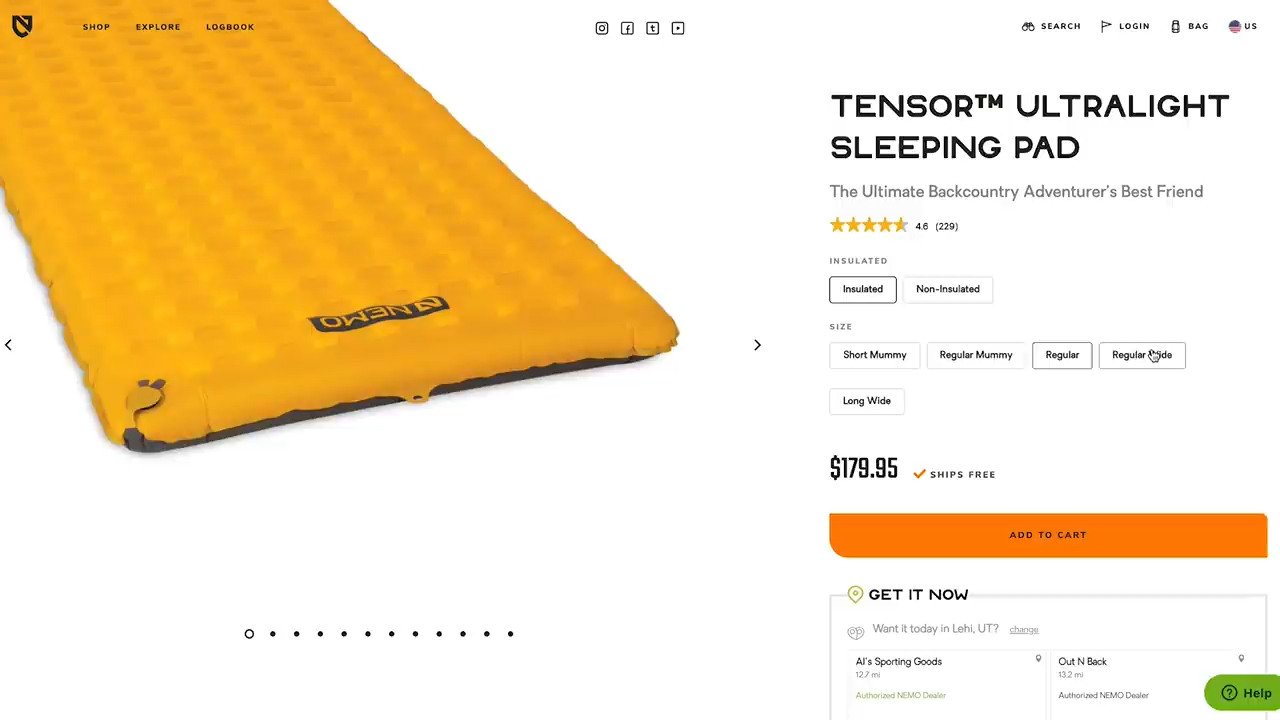 SHOP EXPLORE LOGBOOK
SEARCH LOGIN BAG US
NEMO
TENSOR™ ULTRALIGHT
SLEEPING PAD
The Ultimate Backcountry Adventurer's Best Friend
4.6 (229)
INSULATED
Insulated Non-Insulated
SIZE
Short Mummy Regular Mummy Regular Regular Wide
Long Wide
$179.95 SHIPS FREE
ADD TO CART
GET IT NOW
Want it today in Lehi, UT? change
Al's Sporting Goods Out N Back
12.7 mi 13.2 mi
Authorized NEMO Dealer Authorized NEMO Dealer
Help